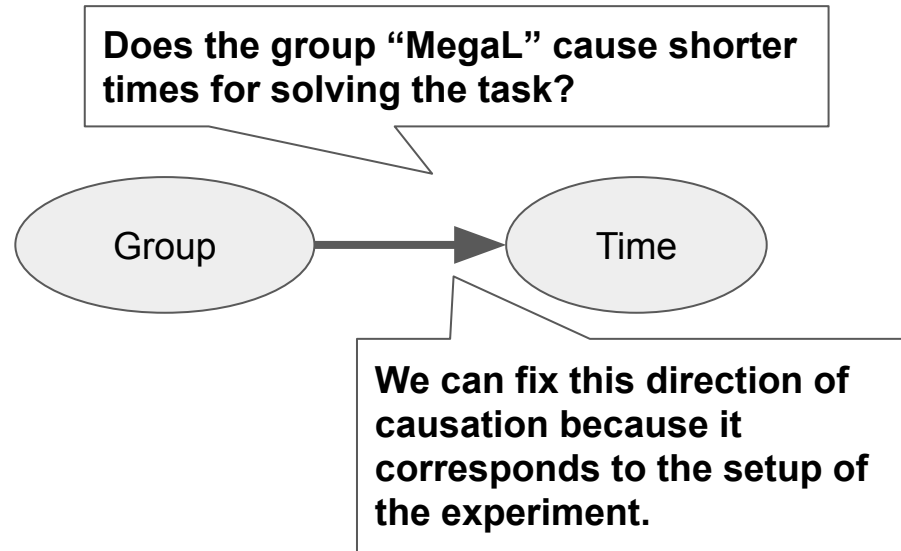 Does the group “MegaL” cause shorter
times for solving the task?
Group
Time
We can fix this direction of
causation because it
corresponds to the setup of
the experiment.